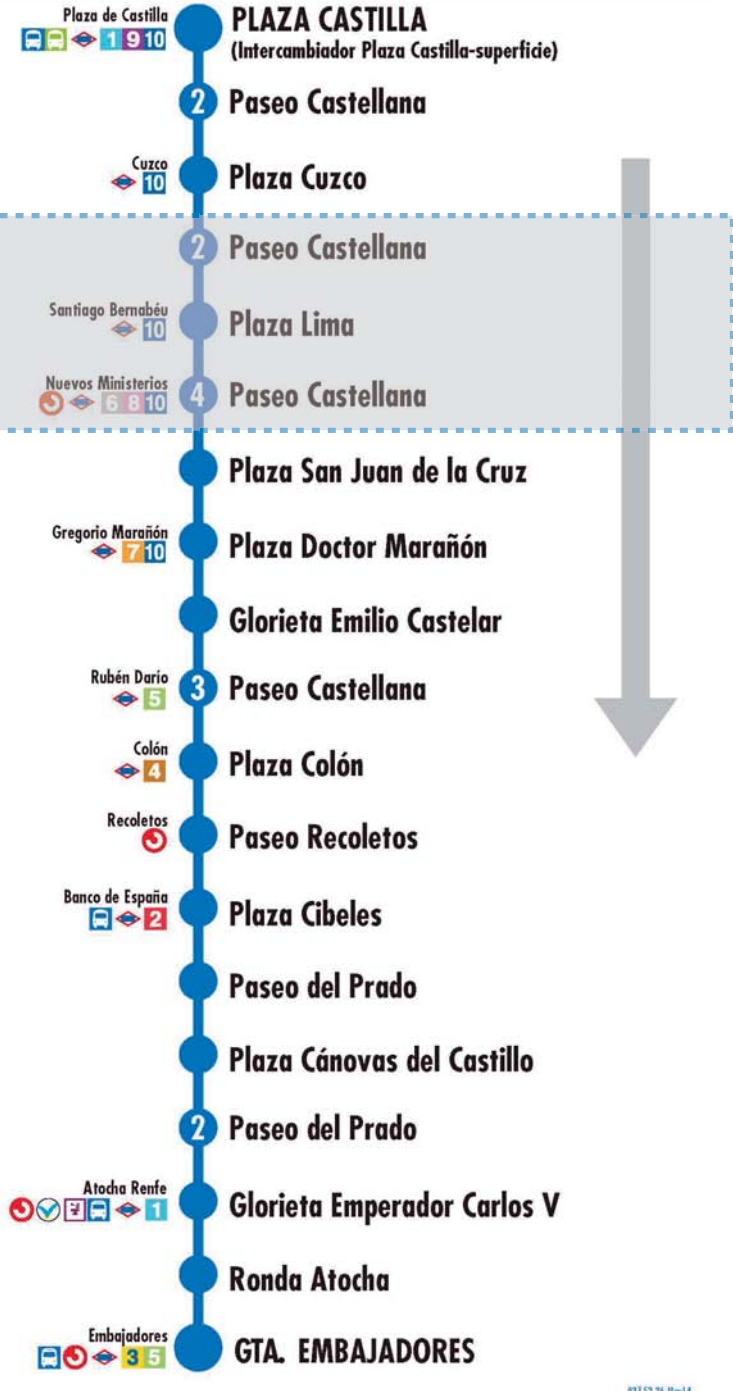 Plaza de Castilla
1 9 10
PLAZA CASTILLA
(Intercambiador Plaza Castilla-superficie)
2 Paseo Castellana
Cuzco
10
Plaza Cuzco
2 Paseo Castellana
Santiago Bernabéu
10
Plaza Lima
Nuevos Ministerios
6 8 10
4 Paseo Castellana
Plaza San Juan de la Cruz
Gregorio Marañón
7 10
Plaza Doctor Marañón
Glorieta Emilio Castelar
Rubén Darío
5
3 Paseo Castellana
Colón
4
Plaza Colón
Recoletos
Paseo Recoletos
Banco de España
2
Plaza Cibeles
Paseo del Prado
Plaza Cánovas del Castillo
2 Paseo del Prado
Atocha Renfe
1
Glorieta Emperador Carlos V
Ronda Atocha
Embajadores
3 5
GTA. EMBAJADORES